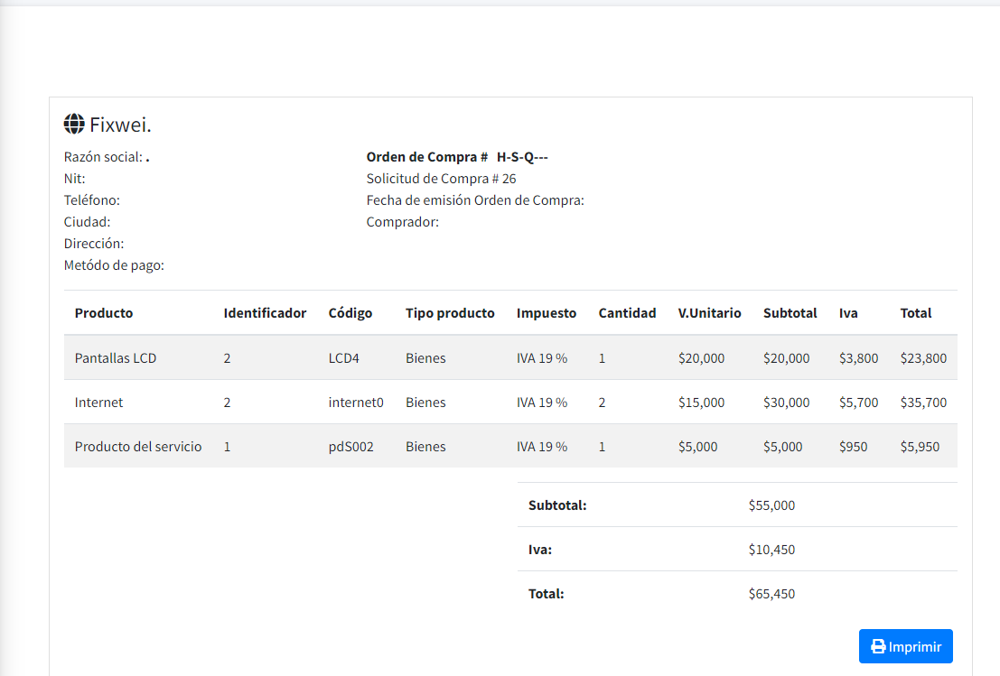 Fixwei.
Razón social: .
Nit:
Teléfono:
Ciudad:
Dirección:
Metódo de pago:
Orden de Compra # H-S-Q---
Solicitud de Compra # 26
Fecha de emisión Orden de Compra:
Comprador:
Producto Identificador Código Tipo producto Impuesto Cantidad V.Unitario Subtotal Iva Total
Pantallas LCD 2 LCD4 Bienes IVA 19 % 1 $20,000 $20,000 $3,800 $23,800
Internet 2 internet0 Bienes IVA 19 % 2 $15,000 $30,000 $5,700 $35,700
Producto del servicio 1 pdS002 Bienes IVA 19 % 1 $5,000 $5,000 $950 $5,950
Subtotal: $55,000
Iva: $10,450
Total: $65,450
Imprimir